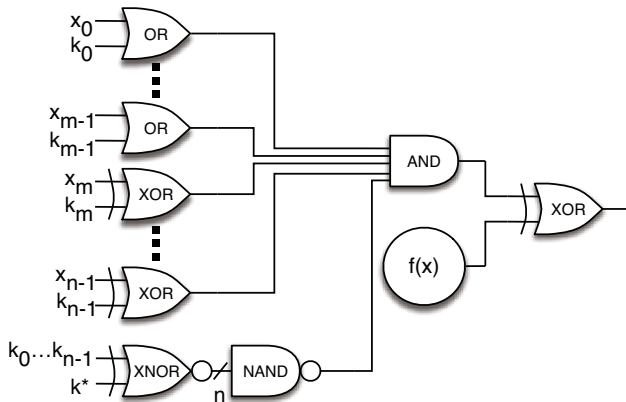 x0
k0
OR
xm-1
km-1
OR
xm
km
XOR
xn-1
kn-1
XOR
k0...kn-1
k*
XNOR
n
NAND
AND
f(x)
XOR